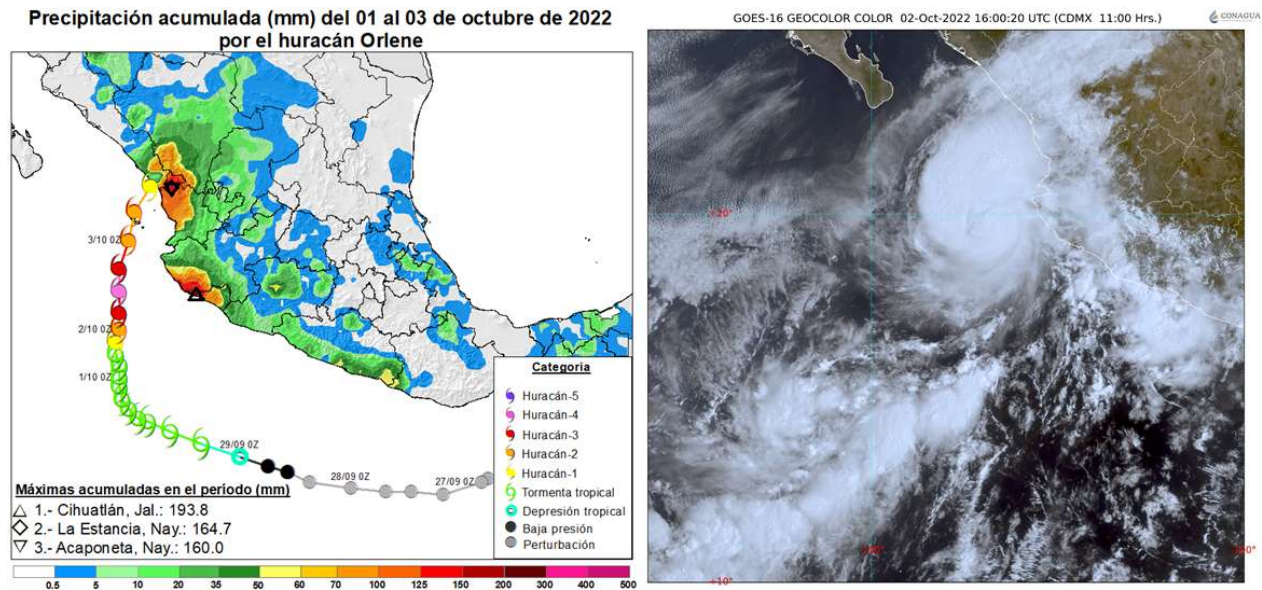 Precipitación acumulada (mm) del 01 al 03 de octubre de 2022
por el huracán Orlene
3/10 0Z
2/10 0Z
1/10 0Z
29/09 0Z
28/09 0Z
27/09 0Z
Categoría
Huracán-5
Huracán-4
Huracán-3
Huracán-2
Huracán-1
Tormenta tropical
Depresión tropical
Baja presión
Perturbación
Máximas acumuladas en el período (mm)
1.- Cihuatlán, Jal.: 193.8
2.- La Estancia, Nay.: 164.7
3.- Acaponeta, Nay.: 160.0
0.5 5 10 20 35 50 60 70 100 125 150 200 300 400 500
GOES-16 GEOCOLOR COLOR 02-Oct-2022 16:00:20 UTC (CDMX 11:00 Hrs.)
CONAGUA
+20°
+10°